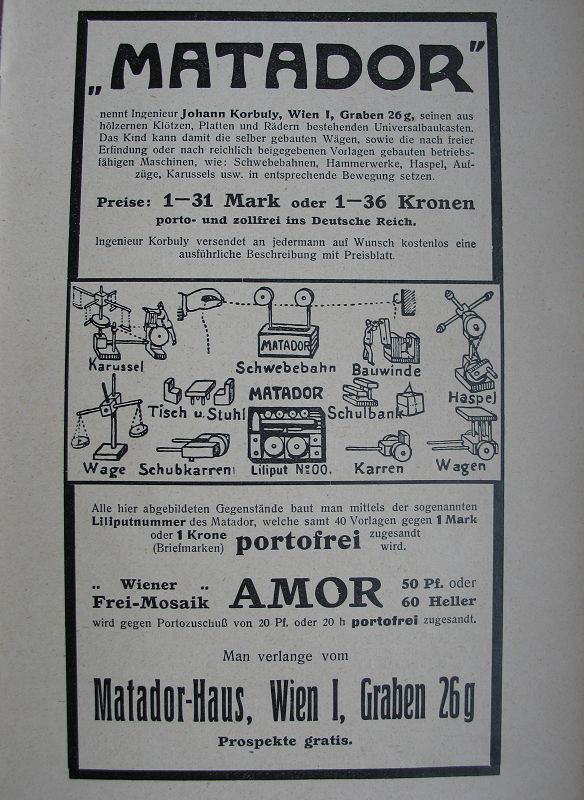 „MATADOR"
nennt Ingenieur Johann Korbuly, Wien I, Graben 26g, seinen aus
hölzernen Klötzen, Platten und Rädern bestehenden Universalbaukasten.
Das Kind kann damit die selber gebauten Wägen, sowie die nach freier
Erfindung oder nach reichlich beigegebenen Vorlagen gebauten betriebs-
fähigen Maschinen, wie: Schwebebahnen, Hammerwerke, Haspel, Auf-
züge, Karussels usw. in entsprechende Bewegung setzen.
Preise: 1—31 Mark oder 1—36 Kronen
porto- und zollfrei ins Deutsche Reich.
Ingenieur Korbuly versendet an jedermann auf Wunsch kostenlos eine
ausführliche Beschreibung mit Preisblatt.
MATADOR
Karussel
Schwebebahn
Bauwinde
Haspel
Tisch u. Stuhl
MATADOR
Schulbank
Wage
Schubkarren
Liliput No00.
Karren
Wagen
Alle hier abgebildeten Gegenstände baut man mittels der sogenannten
Liliputnummer des Matador, welche samt 40 Vorlagen gegen 1 Mark
oder 1 Krone
(Briefmarken)
portofrei
zugesandt
wird.
„ Wiener „
Frei-Mosaik
AMOR
50 Pf. oder
60 Heller
wird gegen Portozuschuß von 20 Pf. oder 20 h portofrei zugesandt.
Man verlange vom
Matador-Haus, Wien I, Graben 26g
Prospekte gratis.